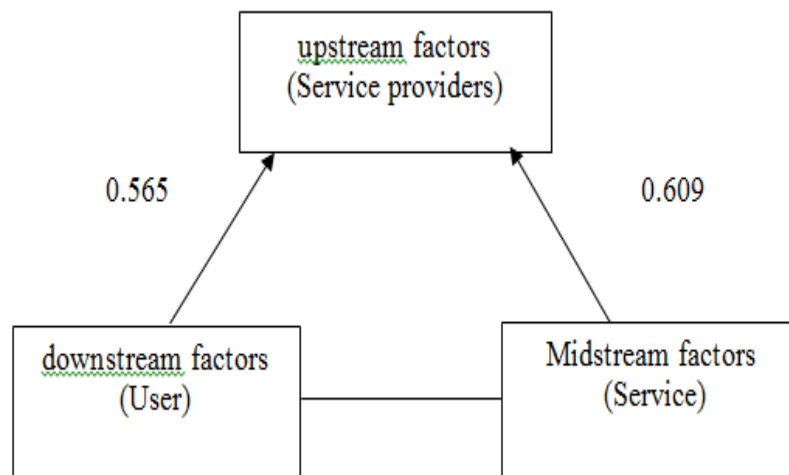 upstream factors
(Service providers)
0.565
0.609
downstream factors
(User)
Midstream factors
(Service)